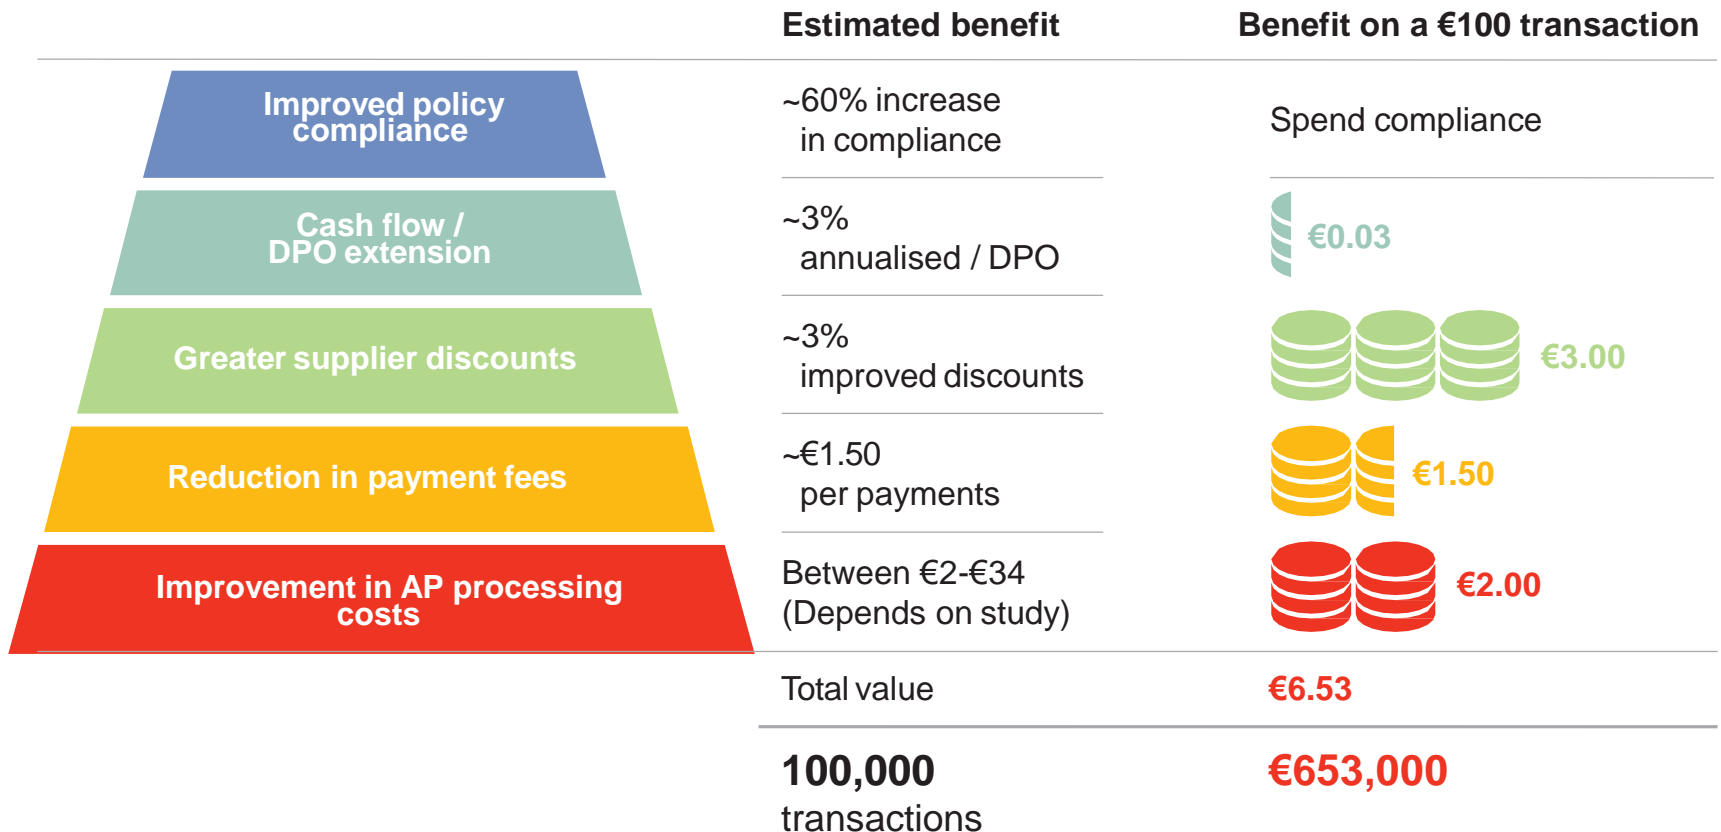 Estimated benefit
Benefit on a €100 transaction
Improved policy
compliance
~60% increase
in compliance
Spend compliance
Cash flow /
DPO extension
~3%
annualised / DPO
€0.03
Greater supplier discounts
~3%
improved discounts
€3.00
Reduction in payment fees
~€1.50
per payments
€1.50
Improvement in AP processing
costs
Between €2-€34
(Depends on study)
€2.00
Total value
€6.53
100,000
transactions
€653,000